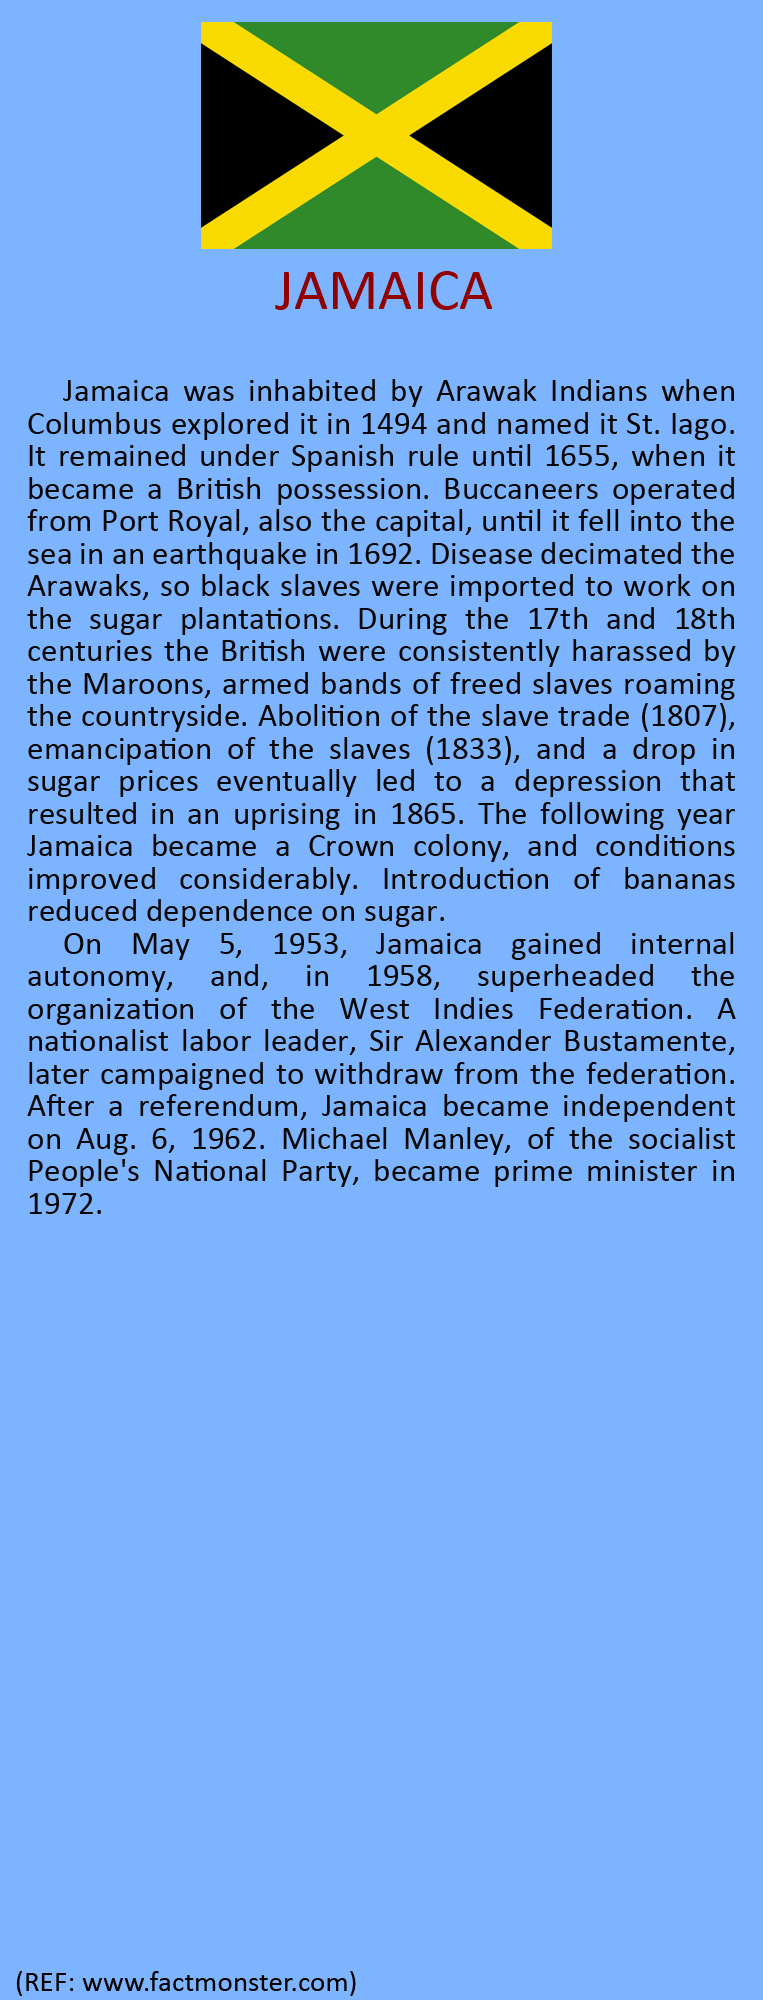 JAMAICA
Jamaica was inhabited by Arawak Indians when
Columbus explored it in 1494 and named it St. Iago.
It remained under Spanish rule until 1655, when it
became a British possession. Buccaneers operated
from Port Royal, also the capital, until it fell into the
sea in an earthquake in 1692. Disease decimated the
Arawaks, so black slaves were imported to work on
the sugar plantations. During the 17th and 18th
centuries the British were consistently harassed by
the Maroons, armed bands of freed slaves roaming
the countryside. Abolition of the slave trade (1807),
emancipation of the slaves (1833), and a drop in
sugar prices eventually led to a depression that
resulted in an uprising in 1865. The following year
Jamaica became a Crown colony, and conditions
improved considerably. Introduction of bananas
reduced dependence on sugar.
On May 5, 1953, Jamaica gained internal
autonomy, and, in 1958, superheaded the
organization of the West Indies Federation. A
nationalist labor leader, Sir Alexander Bustamente,
later campaigned to withdraw from the federation.
After a referendum, Jamaica became independent
on Aug. 6, 1962. Michael Manley, of the socialist
People's National Party, became prime minister in
1972.
(REF: www.factmonster.com)